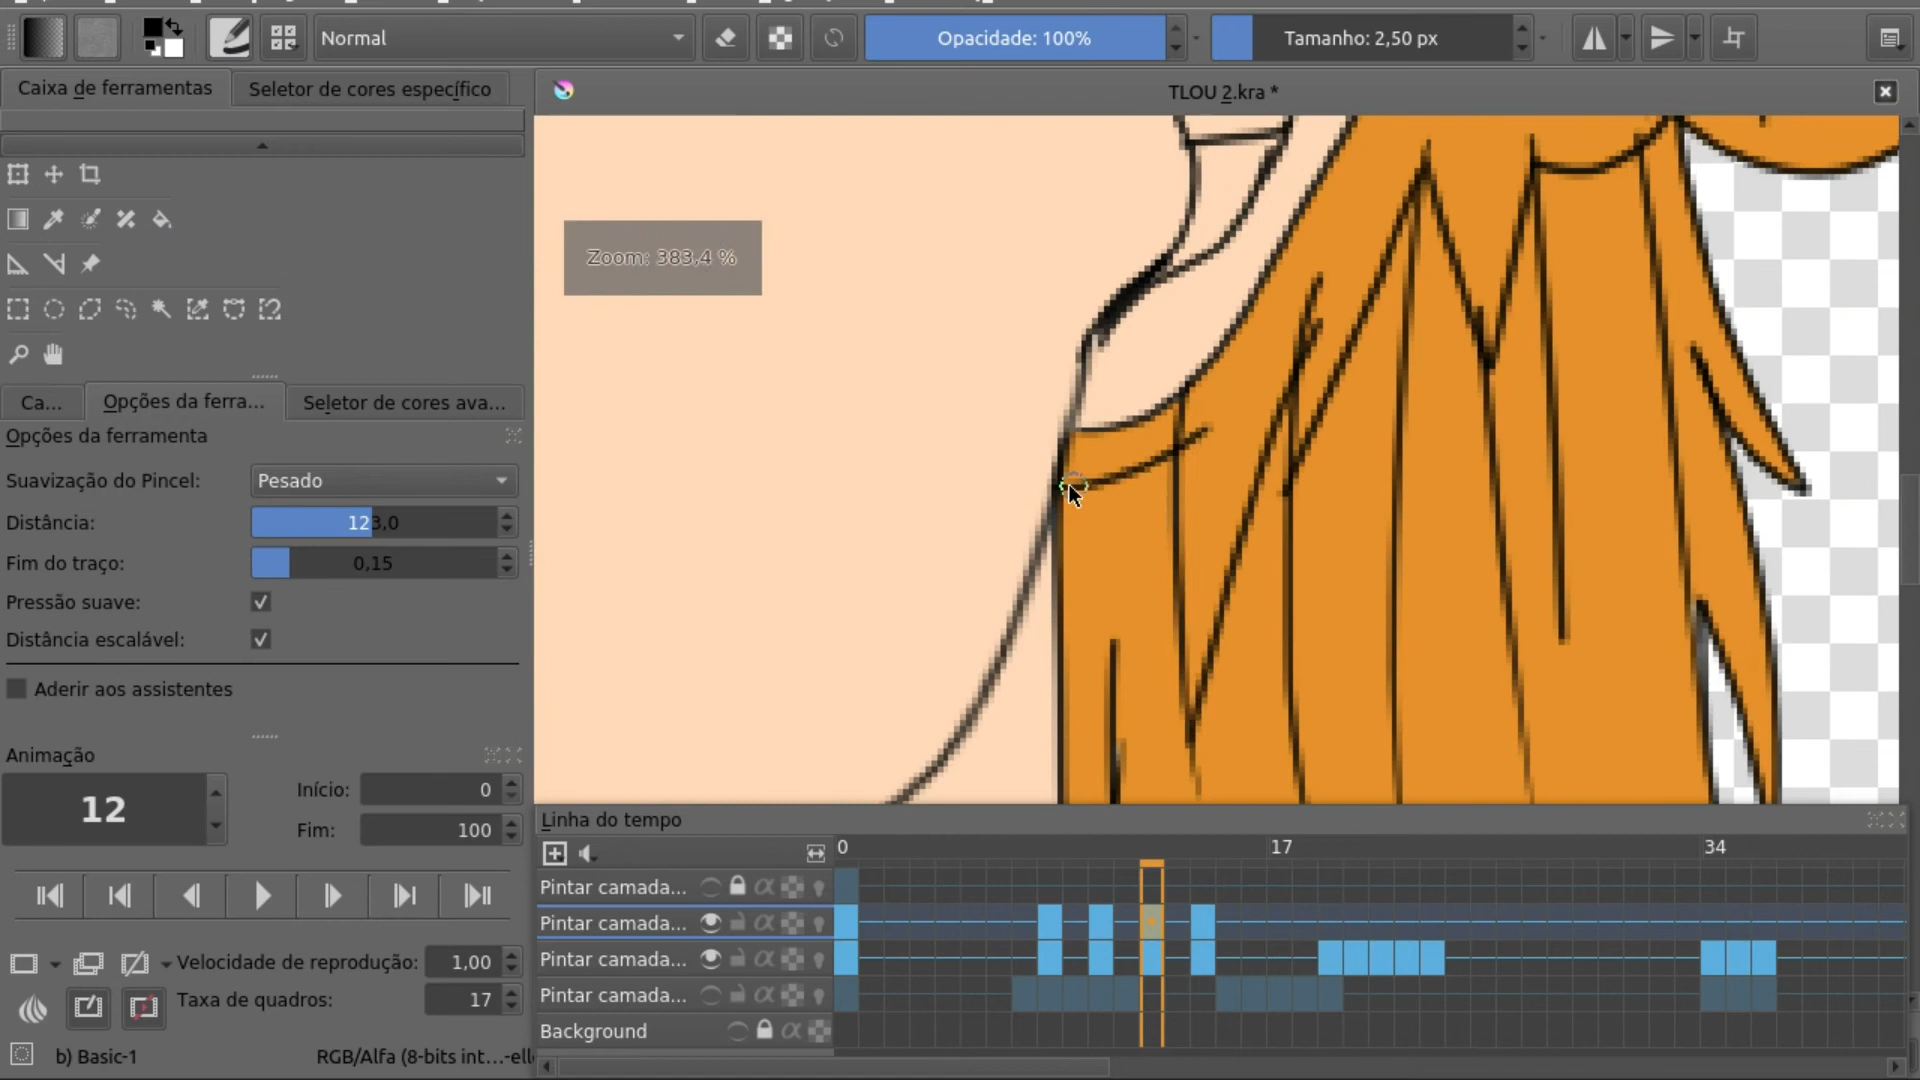 Normal
Opacidade: 100%
Tamanho: 2,50 px
Caixa de ferramentas
Seletor de cores específico
TLOU 2.kra *
Zoom: 383,4 %
Ca...
Opções da ferra...
Seletor de cores ava...
Opções da ferramenta
Suavização do Pincel:
Pesado
Distância:
123,0
Fim do traço:
0,15
Pressão suave:
Distância escalável:
Aderir aos assistentes
Animação
12
Início:
0
Fim:
100
Velocidade de reprodução:
1,00
Taxa de quadros:
17
b) Basic-1
RGB/Alfa (8-bits int...-ell
Linha do tempo
0
17
34
Pintar camada...
Pintar camada...
Pintar camada...
Pintar camada...
Background